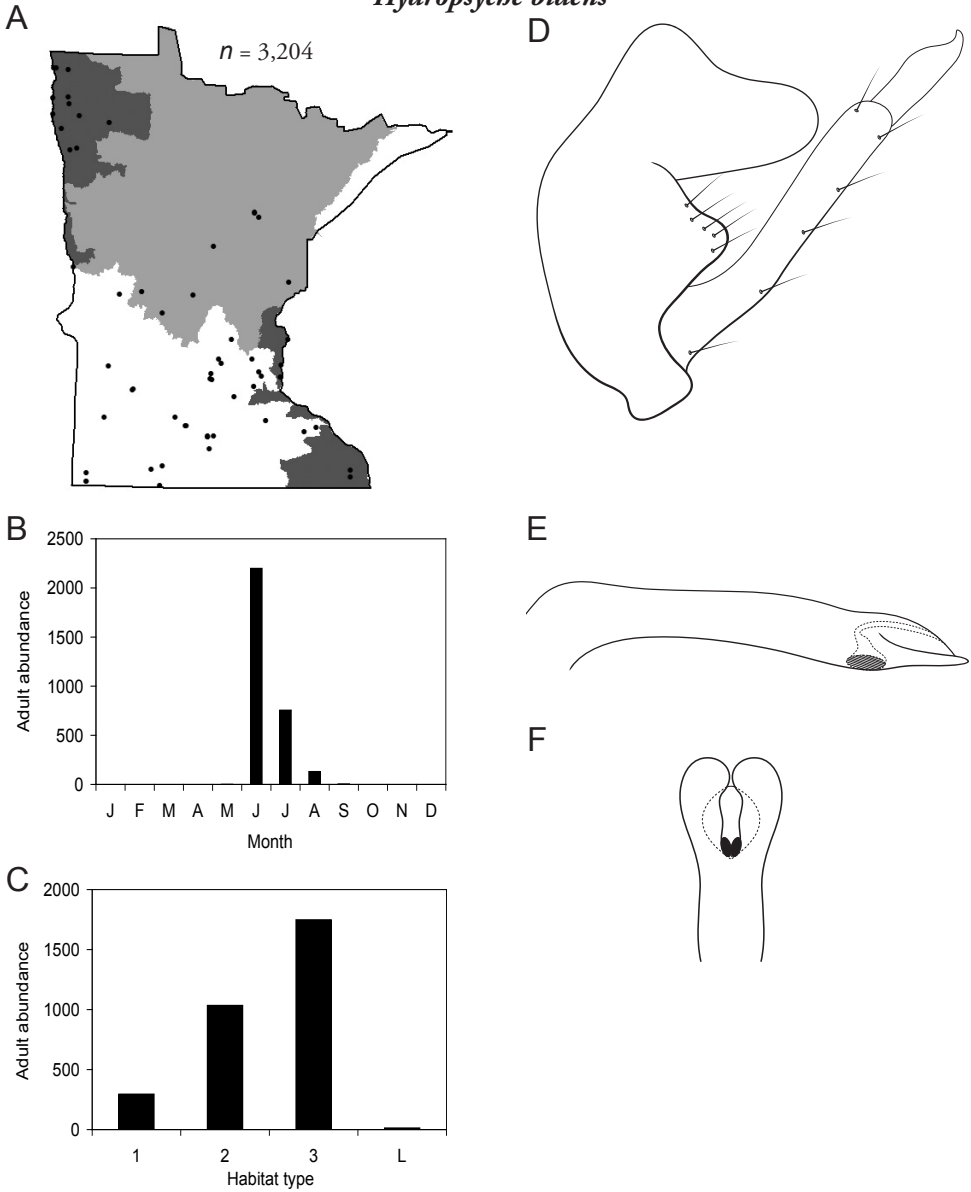 Hydropsyche bidens
A
n = 3,204
B
2500
2000
1500
1000
500
0
Adult abundance
J F M A M J J A S O N D
Month
C
2000
1500
1000
500
0
Adult abundance
1 2 3 L
Habitat type
D
E
F